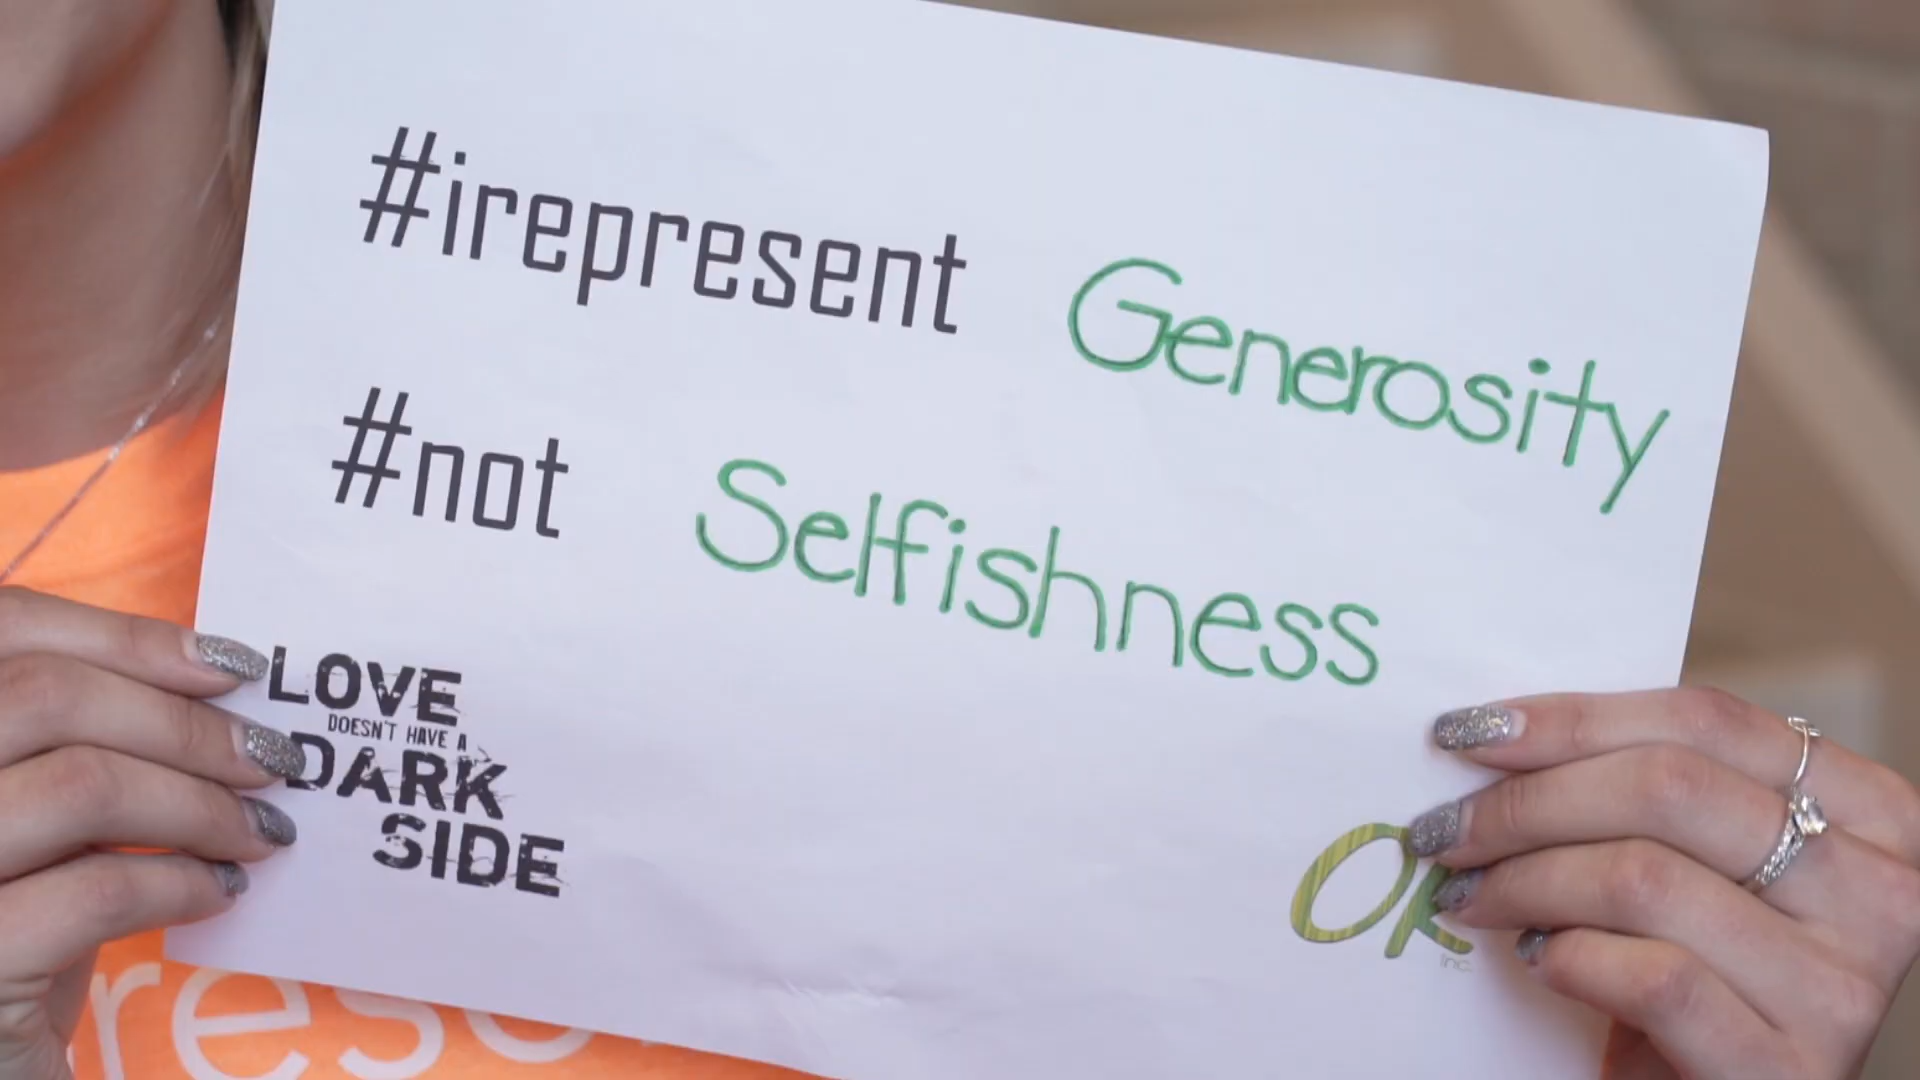 #irepresent Generosity
#not Selfishness
LOVE
DOESN'T HAVE A
DARK
SIDE
OK
Inc.